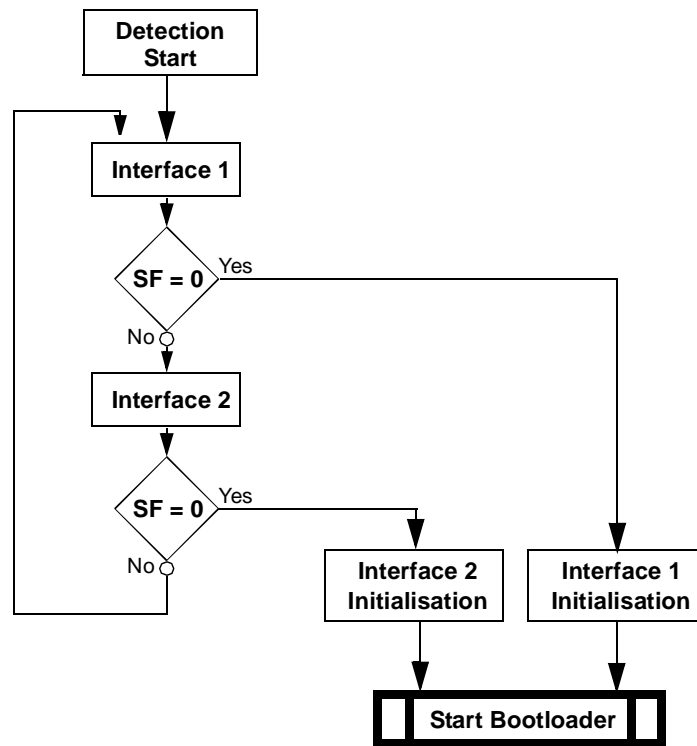 Detection
Start
Interface 1
SF = 0
Yes
No
Interface 2
SF = 0
Yes
No
Interface 2
Initialisation
Interface 1
Initialisation
Start Bootloader